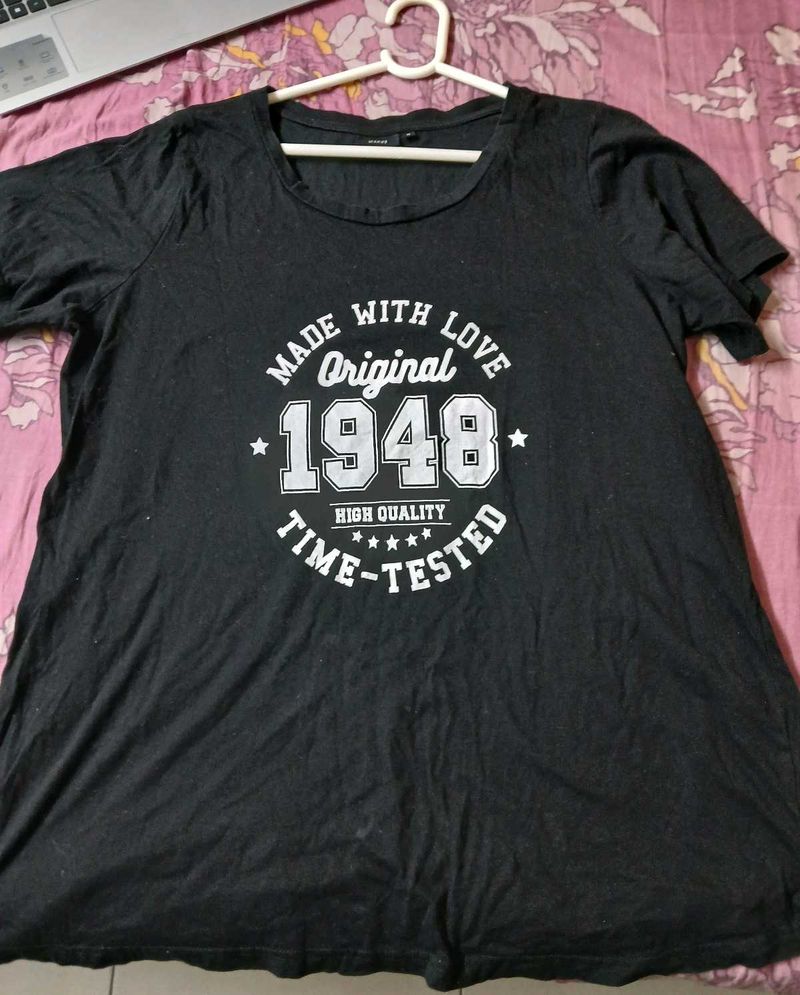 MADE WITH LOVE
Original
1948
HIGH QUALITY
TIME-TESTED